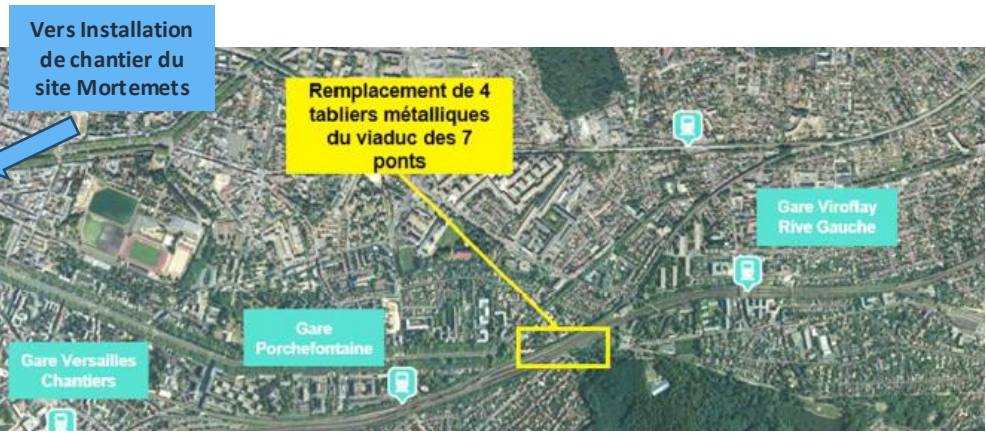 Vers Installation
de chantier du
site Mortemets
Remplacement de 4
tabliers métalliques
du viaduc des 7
ponts
Gare Viroflay
Rive Gauche
Gare
Porchefontaine
Gare Versailles
Chantiers